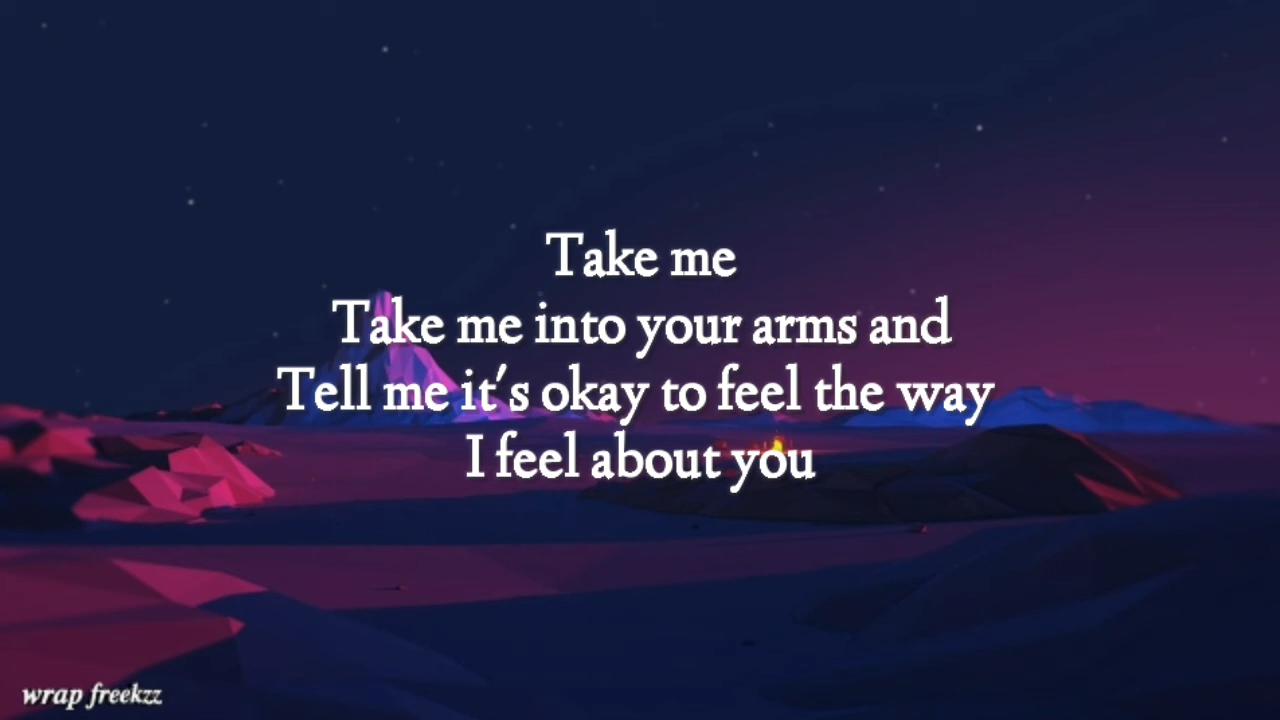 Take me
Take me into your arms and
Tell me it's okay to feel the way
I feel about you
wrap freekzz